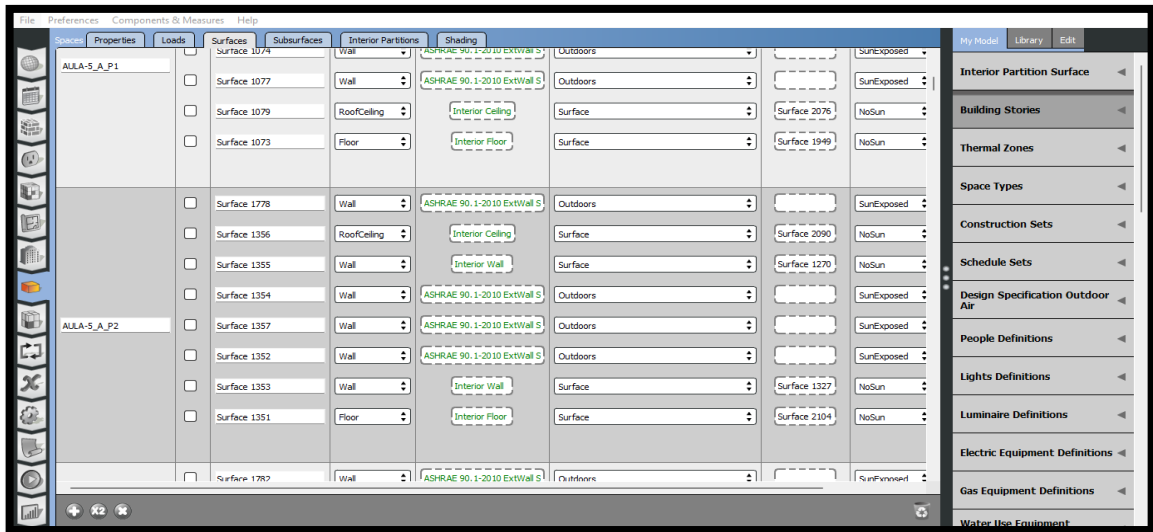 File Preferences Components & Measures Help
Spaces Properties Loads Surfaces Subsurfaces Interior Partitions Shading
My Model Library Edit
Surface 1074 Wall ASHRAE 90.1-2010 ExtWall S Outdoors SunExposed
AULA-5_A_P1
Surface 1077 Wall ASHRAE 90.1-2010 ExtWall S Outdoors SunExposed
Surface 1079 RoofCeiling Interior Ceiling Surface Surface 2076 NoSun
Surface 1073 Floor Interior Floor Surface Surface 1949 NoSun
Surface 1778 Wall ASHRAE 90.1-2010 ExtWall S Outdoors SunExposed
Surface 1356 RoofCeiling Interior Ceiling Surface Surface 2090 NoSun
Surface 1355 Wall Interior Wall Surface Surface 1270 NoSun
Surface 1354 Wall ASHRAE 90.1-2010 ExtWall S Outdoors SunExposed
AULA-5_A_P2 Surface 1357 Wall ASHRAE 90.1-2010 ExtWall S Outdoors SunExposed
Surface 1352 Wall ASHRAE 90.1-2010 ExtWall S Outdoors SunExposed
Surface 1353 Wall Interior Wall Surface Surface 1327 NoSun
Surface 1351 Floor Interior Floor Surface Surface 2104 NoSun
Surface 1782 Wall ASHRAE 90.1-2010 ExtWall S Outdoors SunExposed
x2
Interior Partition Surface
Building Stories
Thermal Zones
Space Types
Construction Sets
Schedule Sets
Design Specification Outdoor
Air
People Definitions
Lights Definitions
Luminaire Definitions
Electric Equipment Definitions
Gas Equipment Definitions
Water Use Equipment